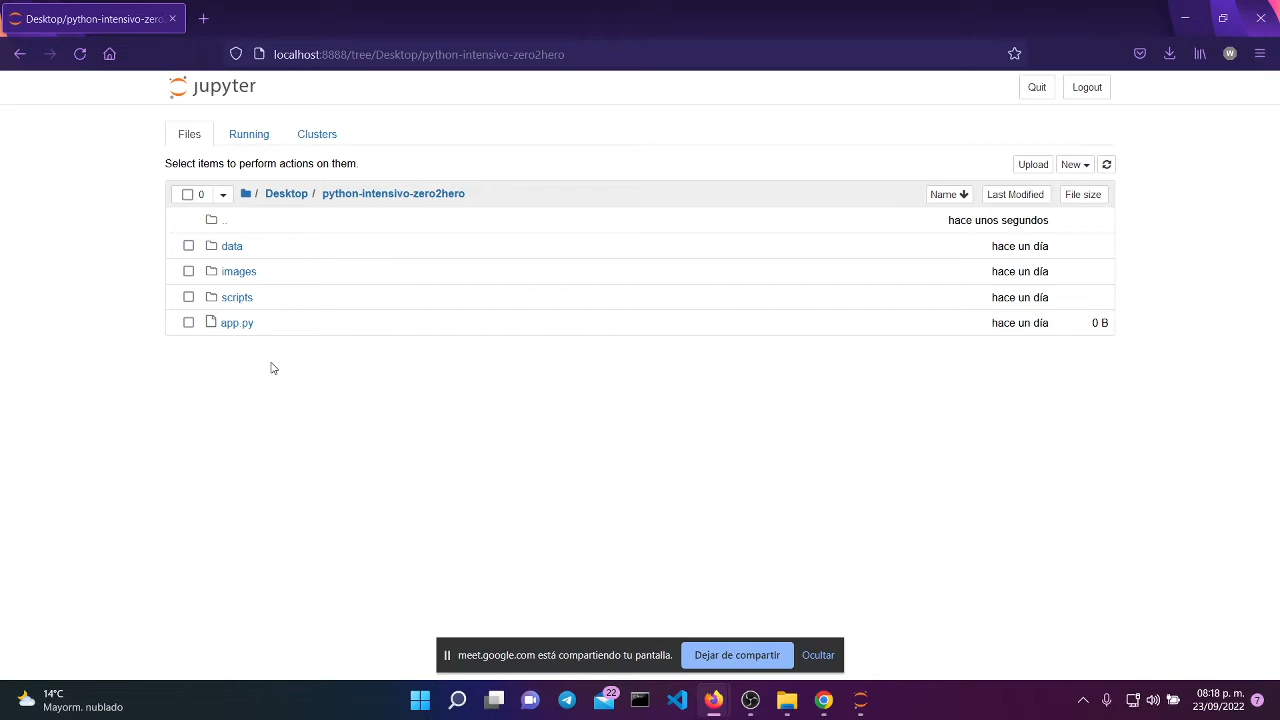 Desktop/python-intensivo-zero2
localhost:8888/tree/Desktop/python-intensivo-zero2hero
W
jupyter
Quit
Logout
Files
Running
Clusters
Select items to perform actions on them.
Upload
New
0
/ Desktop / python-intensivo-zero2hero
Name
Last Modified
File size
..
hace unos segundos
data
hace un día
images
hace un día
scripts
hace un día
app.py
hace un día
0 B
meet.google.com está compartiendo tu pantalla.
Dejar de compartir
Ocultar
14°C
Mayorm. nublado
22
08:18 p. m.
23/09/2022
7